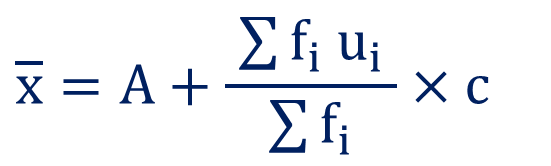 x̅ = A + (∑ fᵢ uᵢ / ∑ fᵢ) × c